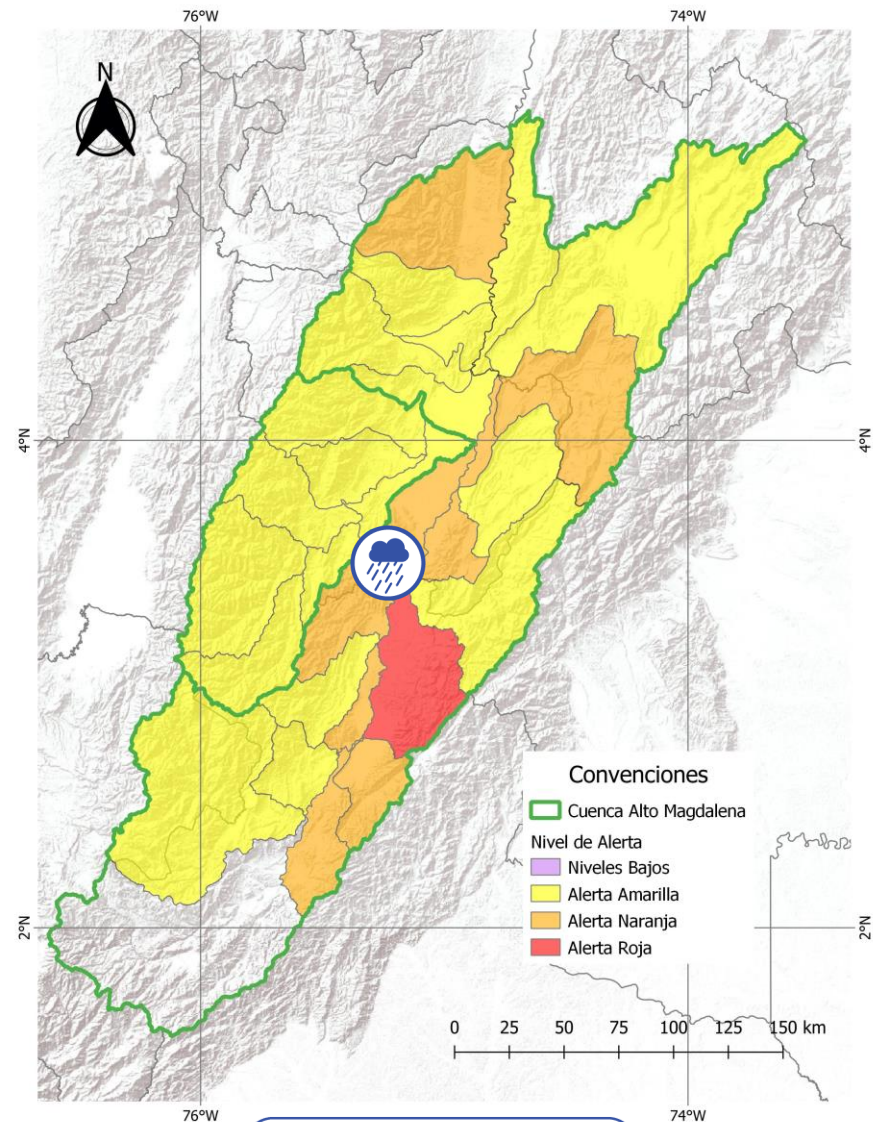 76°W 74°W
N
4°N 4°N
Convenciones
Cuenca Alto Magdalena
Nivel de Alerta
Niveles Bajos
Alerta Amarilla
Alerta Naranja
Alerta Roja
2°N 2°N
0 25 50 75 100 125 150 km
76°W 74°W